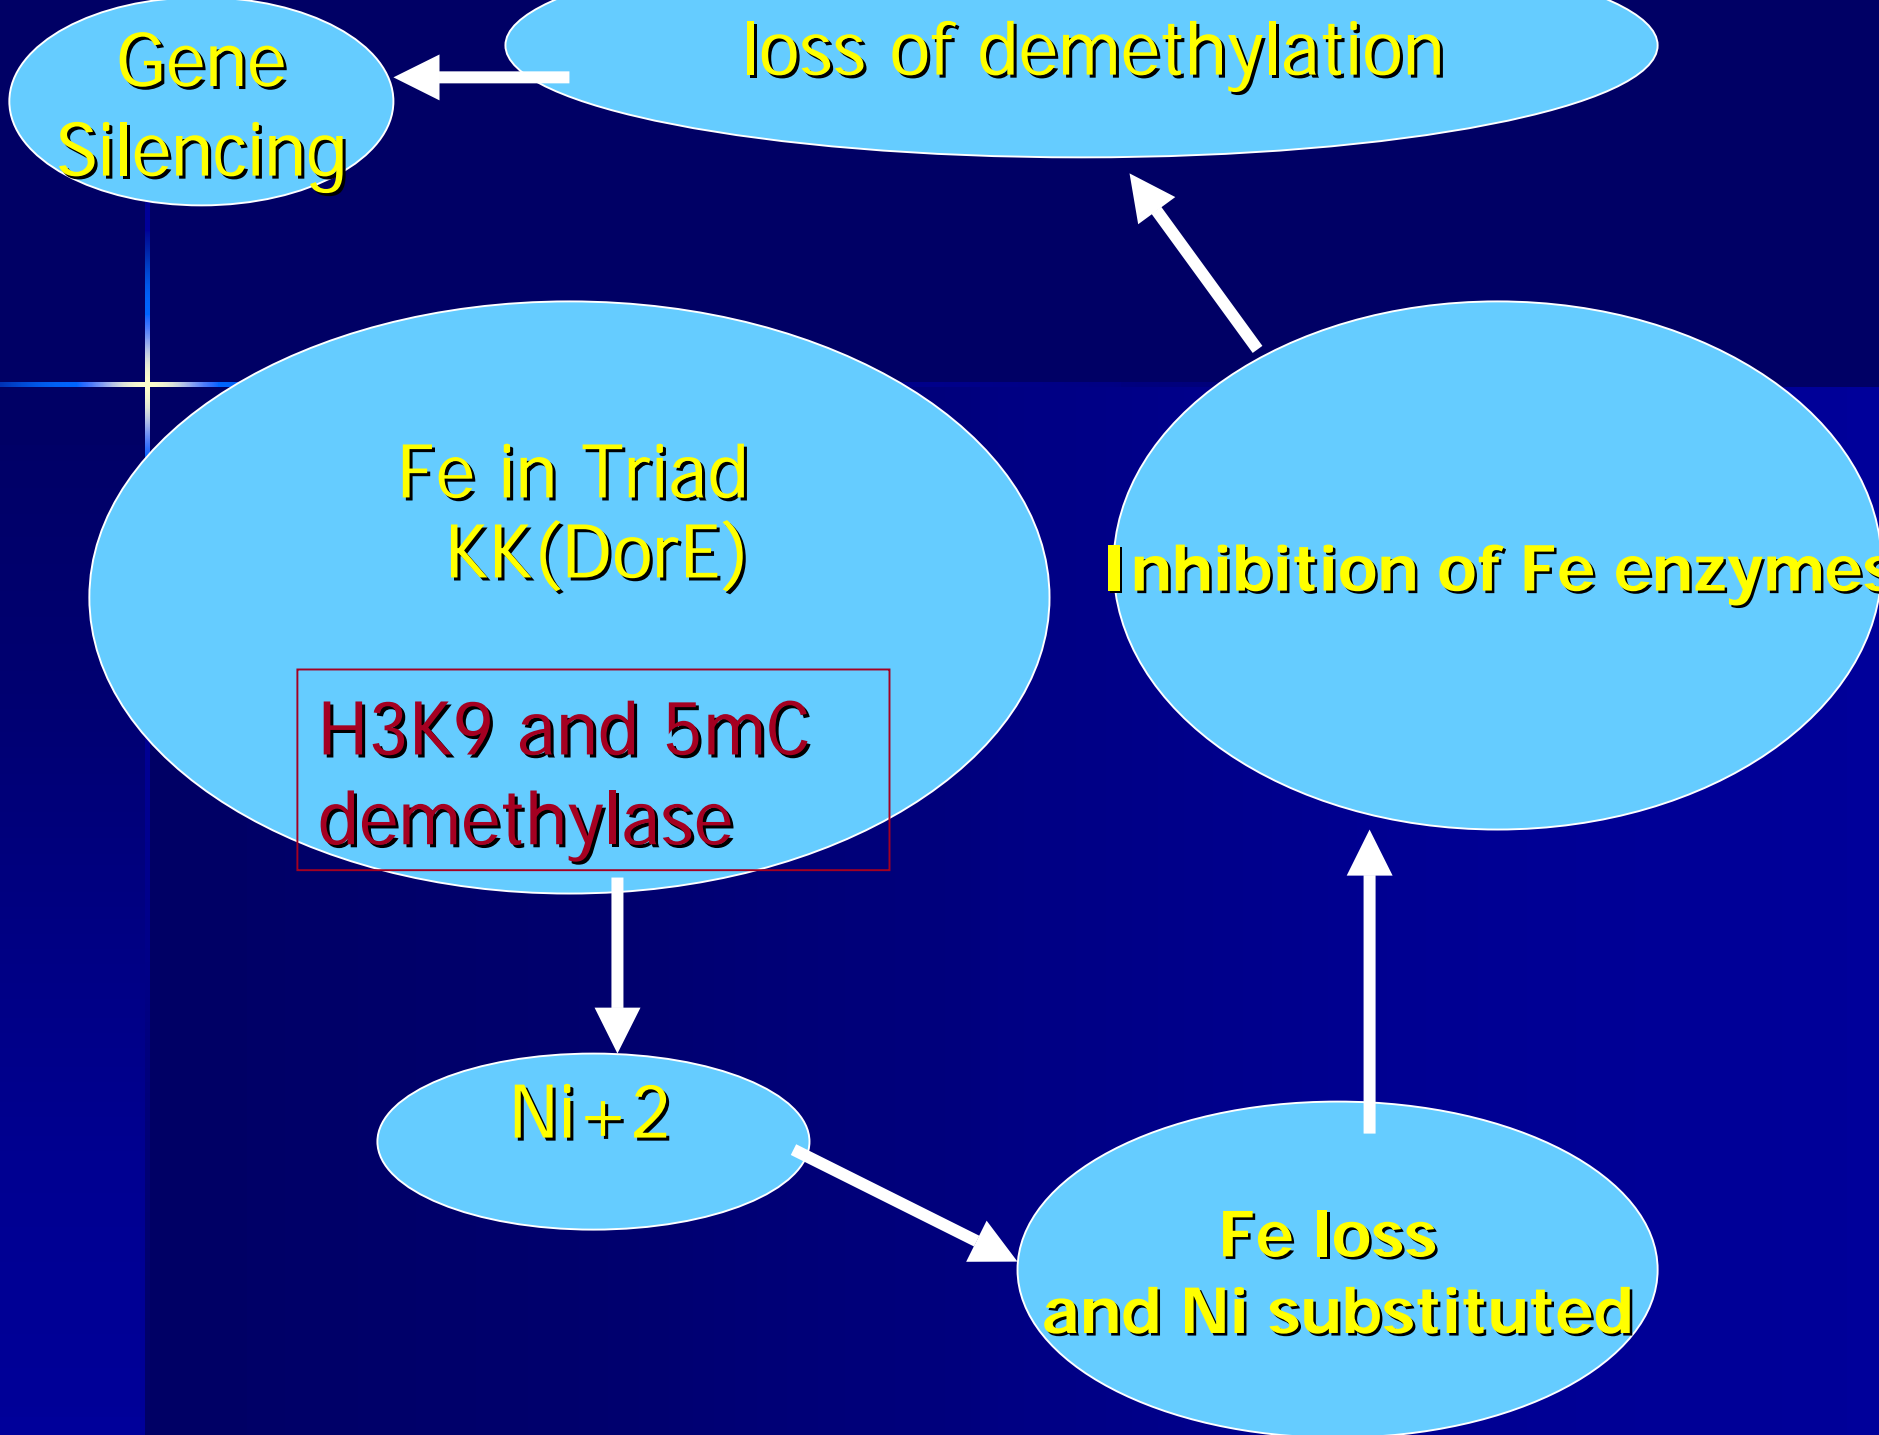 Gene
Silencing
loss of demethylation
Fe in Triad
KK(DorE)
H3K9 and 5mC
demethylase
Inhibition of Fe enzymes
Ni+2
Fe loss
and Ni substituted